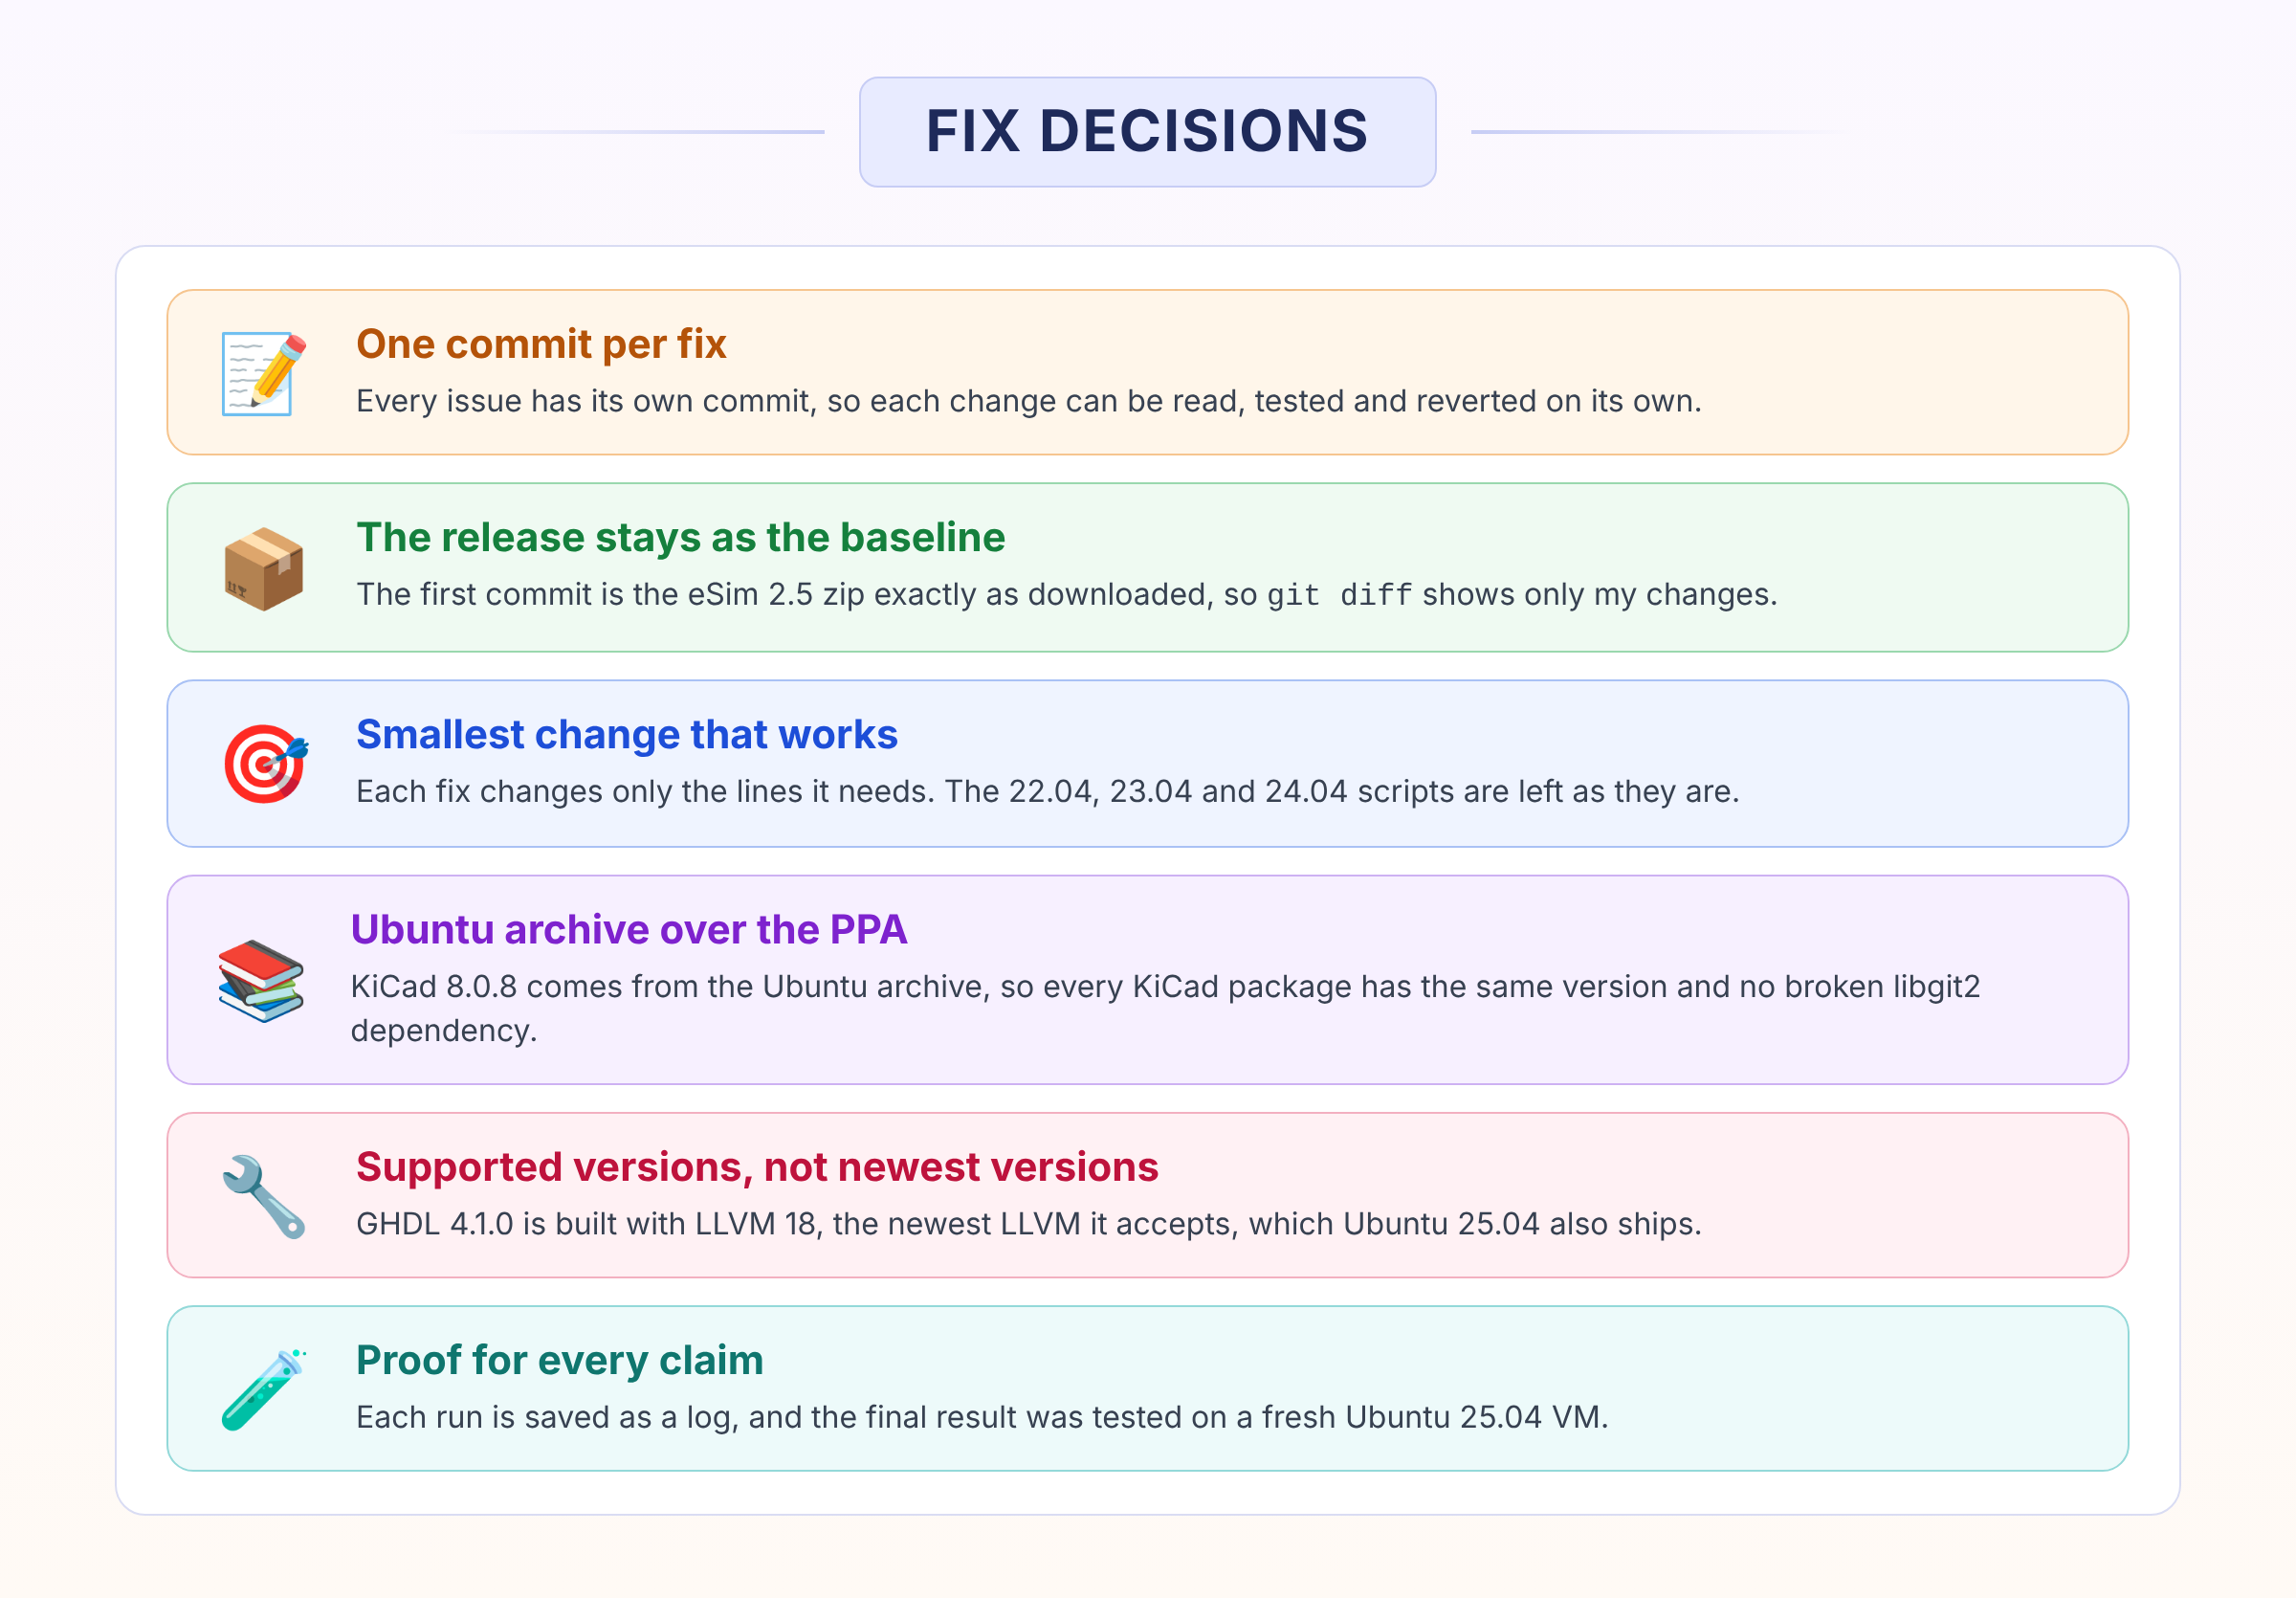 FIX DECISIONS
One commit per fix
Every issue has its own commit, so each change can be read, tested and reverted on its own.
The release stays as the baseline
The first commit is the eSim 2.5 zip exactly as downloaded, so git diff shows only my changes.
Smallest change that works
Each fix changes only the lines it needs. The 22.04, 23.04 and 24.04 scripts are left as they are.
Ubuntu archive over the PPA
KiCad 8.0.8 comes from the Ubuntu archive, so every KiCad package has the same version and no broken libgit2
dependency.
Supported versions, not newest versions
GHDL 4.1.0 is built with LLVM 18, the newest LLVM it accepts, which Ubuntu 25.04 also ships.
Proof for every claim
Each run is saved as a log, and the final result was tested on a fresh Ubuntu 25.04 VM.